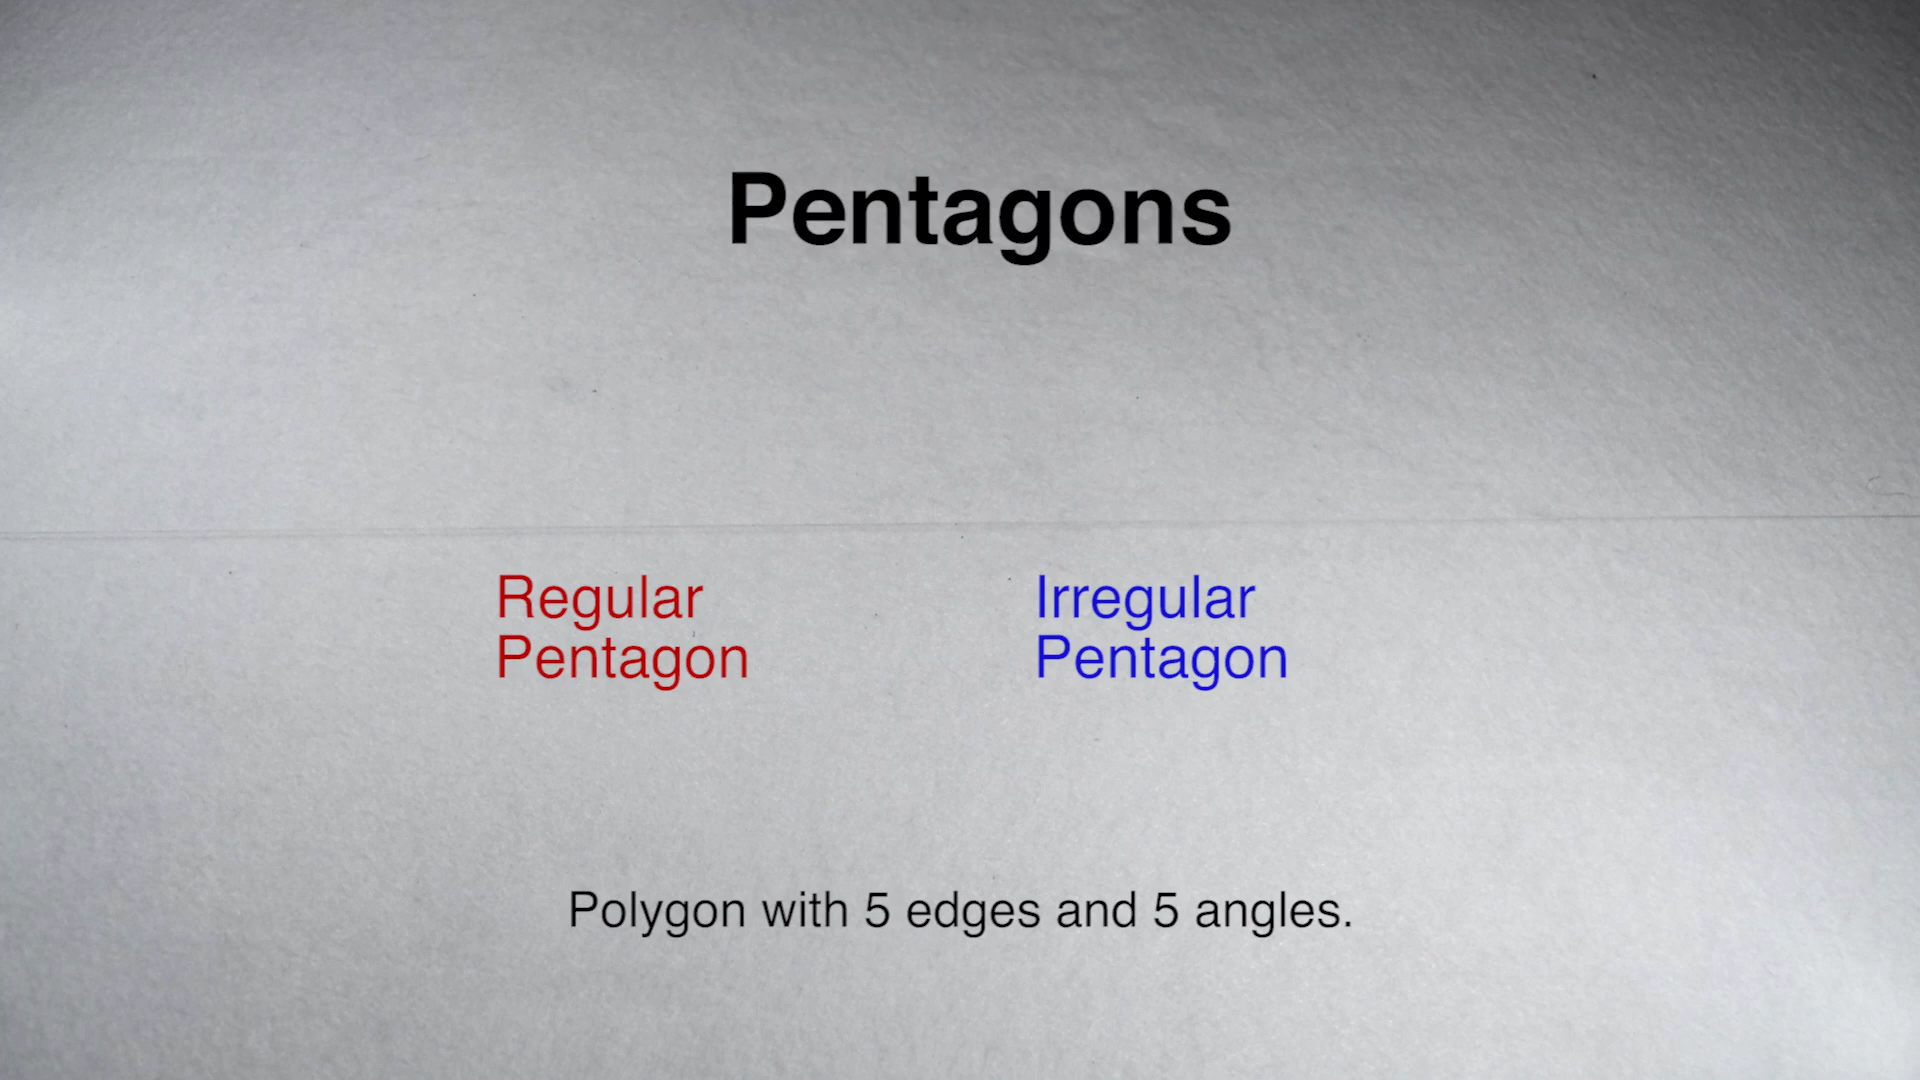 Pentagons
Regular
Pentagon
Irregular
Pentagon
Polygon with 5 edges and 5 angles.